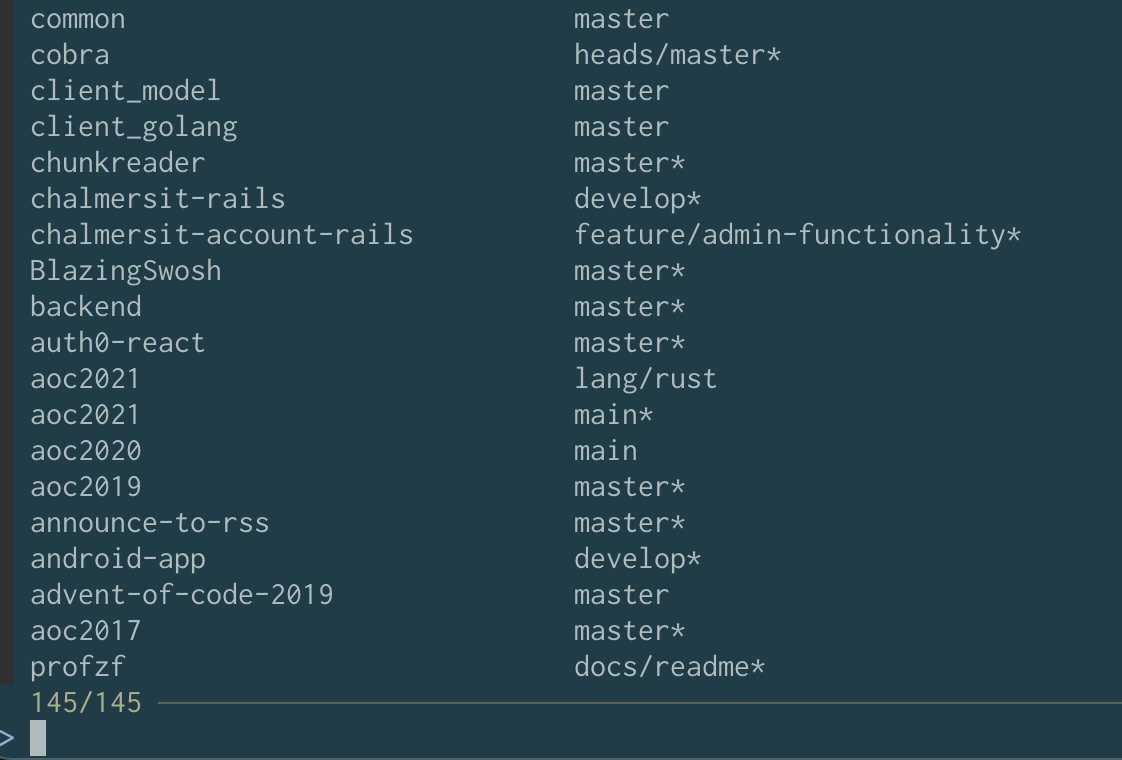 common master
cobra heads/master*
client_model master
client_golang master
chunkreader master*
chalmersit-rails develop*
chalmersit-account-rails feature/admin-functionality*
BlazingSwosh master*
backend master*
auth0-react master*
aoc2021 lang/rust
aoc2021 main*
aoc2020 main
aoc2019 master*
announce-to-rss master*
android-app develop*
advent-of-code-2019 master
aoc2017 master*
profzf docs/readme*
145/145
>